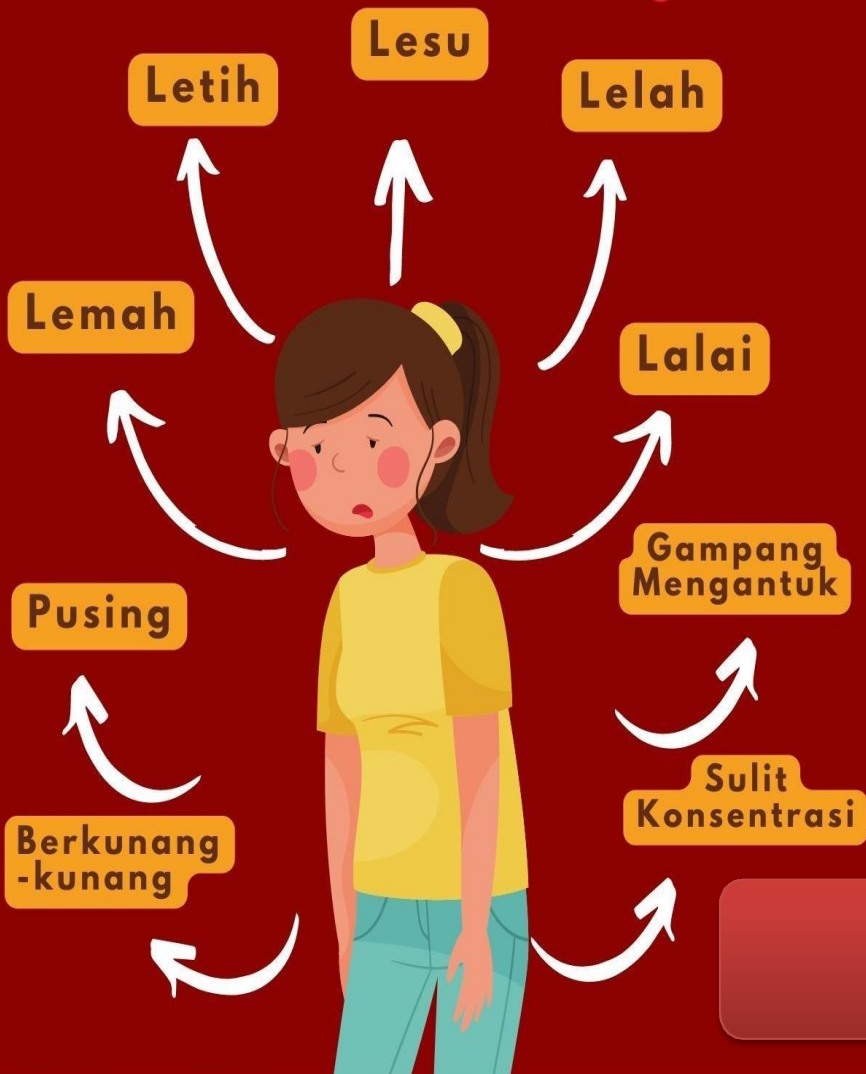 Lesu
Letih
Lelah
Lemah
Lalai
Gampang
Mengantuk
Pusing
Sulit
Konsentrasi
Berkunang
-kunang